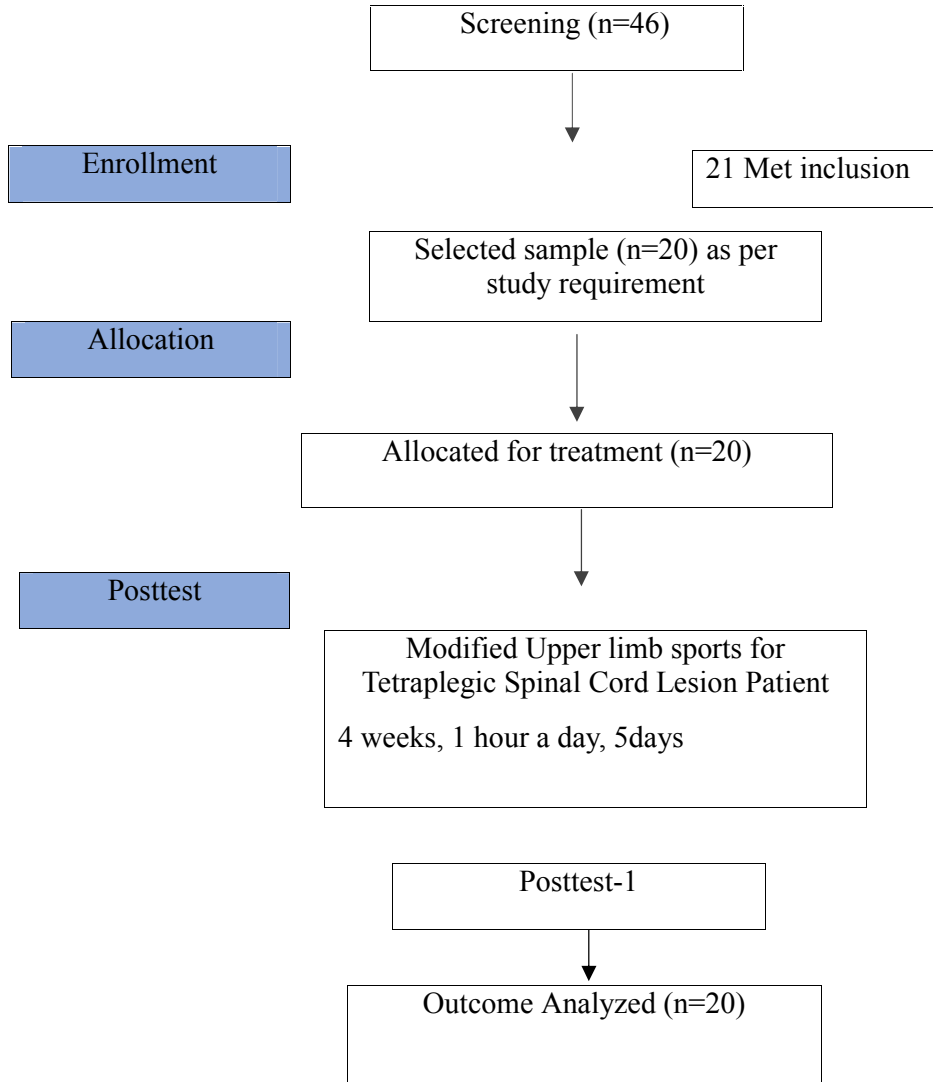 Screening (n=46)
Enrollment
21 Met inclusion
Selected sample (n=20) as per
study requirement
Allocation
Allocated for treatment (n=20)
Posttest
Modified Upper limb sports for
Tetraplegic Spinal Cord Lesion Patient
4 weeks, 1 hour a day, 5days
Posttest-1
Outcome Analyzed (n=20)